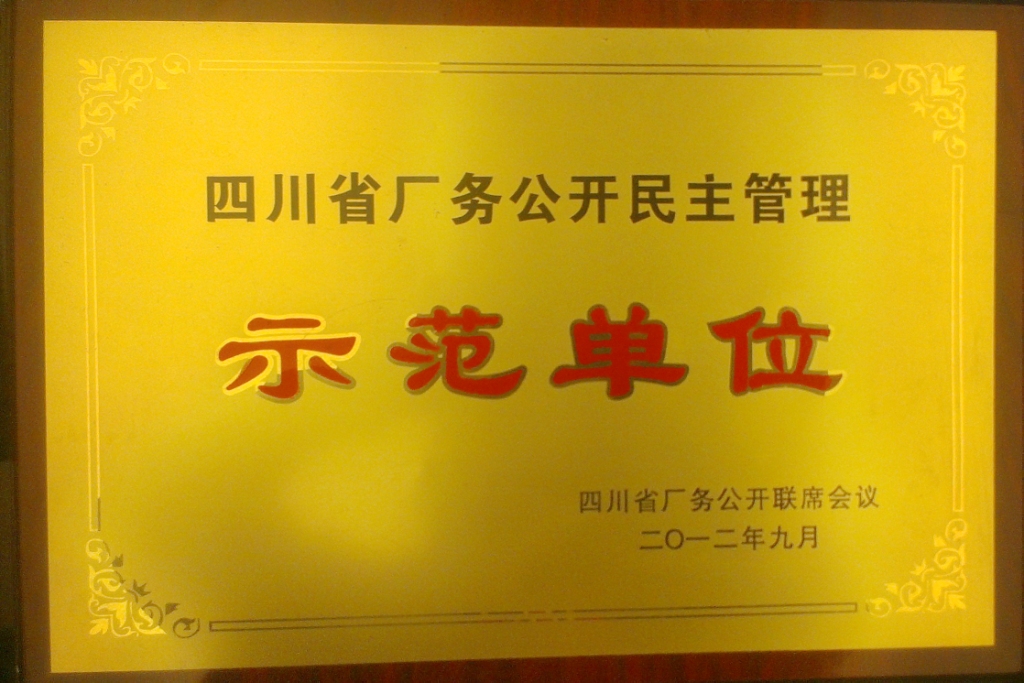 四川省厂务公开民主管理
示范单位
四川省厂务公开联席会议
二〇一二年九月